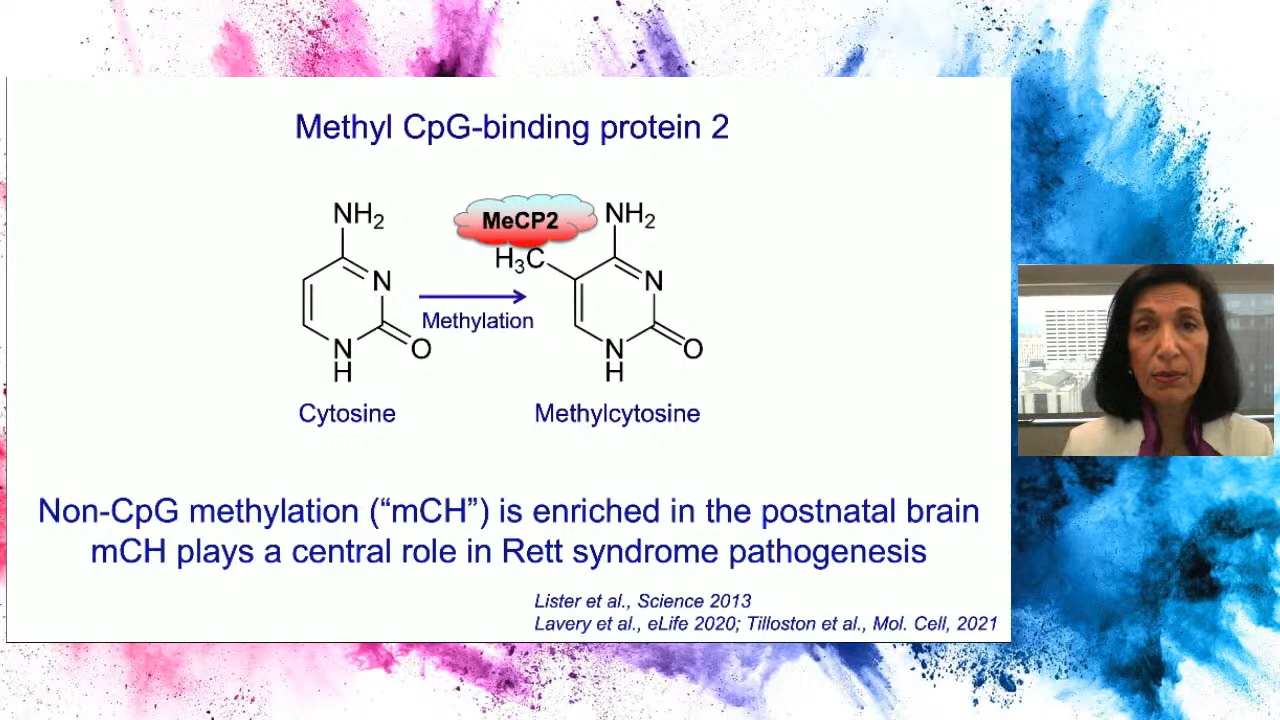 Methyl CpG-binding protein 2
NH₂
N
N
H
O
Cytosine
Methylation
MeCP2
H₃C
NH₂
N
N
H
O
Methylcytosine
Non-CpG methylation (“mCH”) is enriched in the postnatal brain
mCH plays a central role in Rett syndrome pathogenesis
Lister et al., Science 2013
Lavery et al., eLife 2020; Tilloston et al., Mol. Cell, 2021